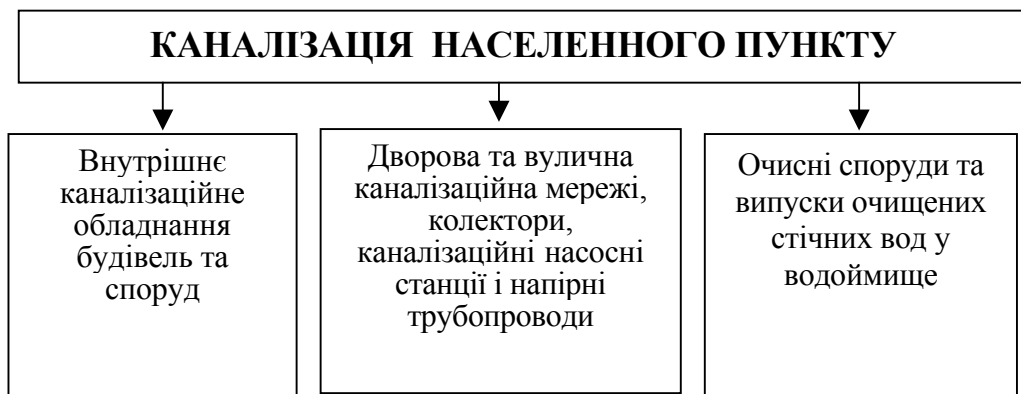 КАНАЛІЗАЦІЯ НАСЕЛЕННОГО ПУНКТУ
Внутрішнє
каналізаційне
обладнання
будівель та
споруд
Дворова та вулична
каналізаційна мережі,
колектори,
каналізаційні насосні
станції і напірні
трубопроводи
Очисні споруди та
випуски очищених
стічних вод у
водоймище